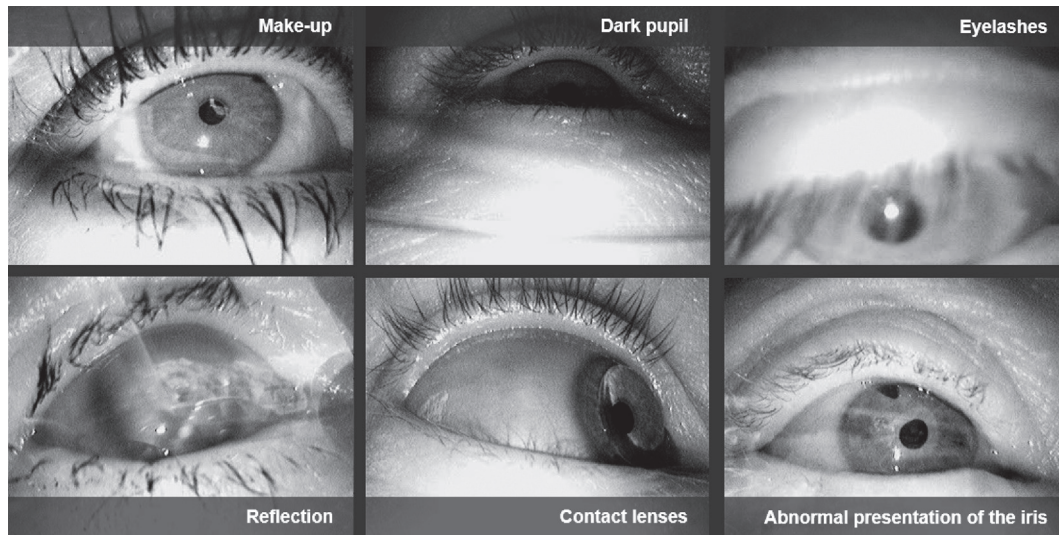 Make-up
Dark pupil
Eyelashes
Reflection
Contact lenses
Abnormal presentation of the iris